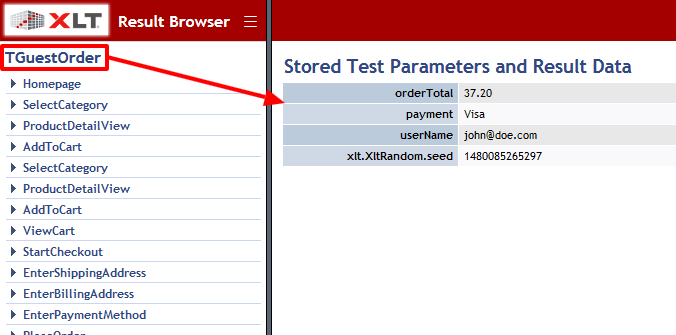 XLT Result Browser
TGuestOrder
Homepage
SelectCategory
ProductDetailView
AddToCart
SelectCategory
ProductDetailView
AddToCart
ViewCart
StartCheckout
EnterShippingAddress
EnterBillingAddress
EnterPaymentMethod
PlaceOrder
Stored Test Parameters and Result Data
orderTotal 37.20
payment Visa
userName john@doe.com
xlt.XltRandom.seed 1480085265297